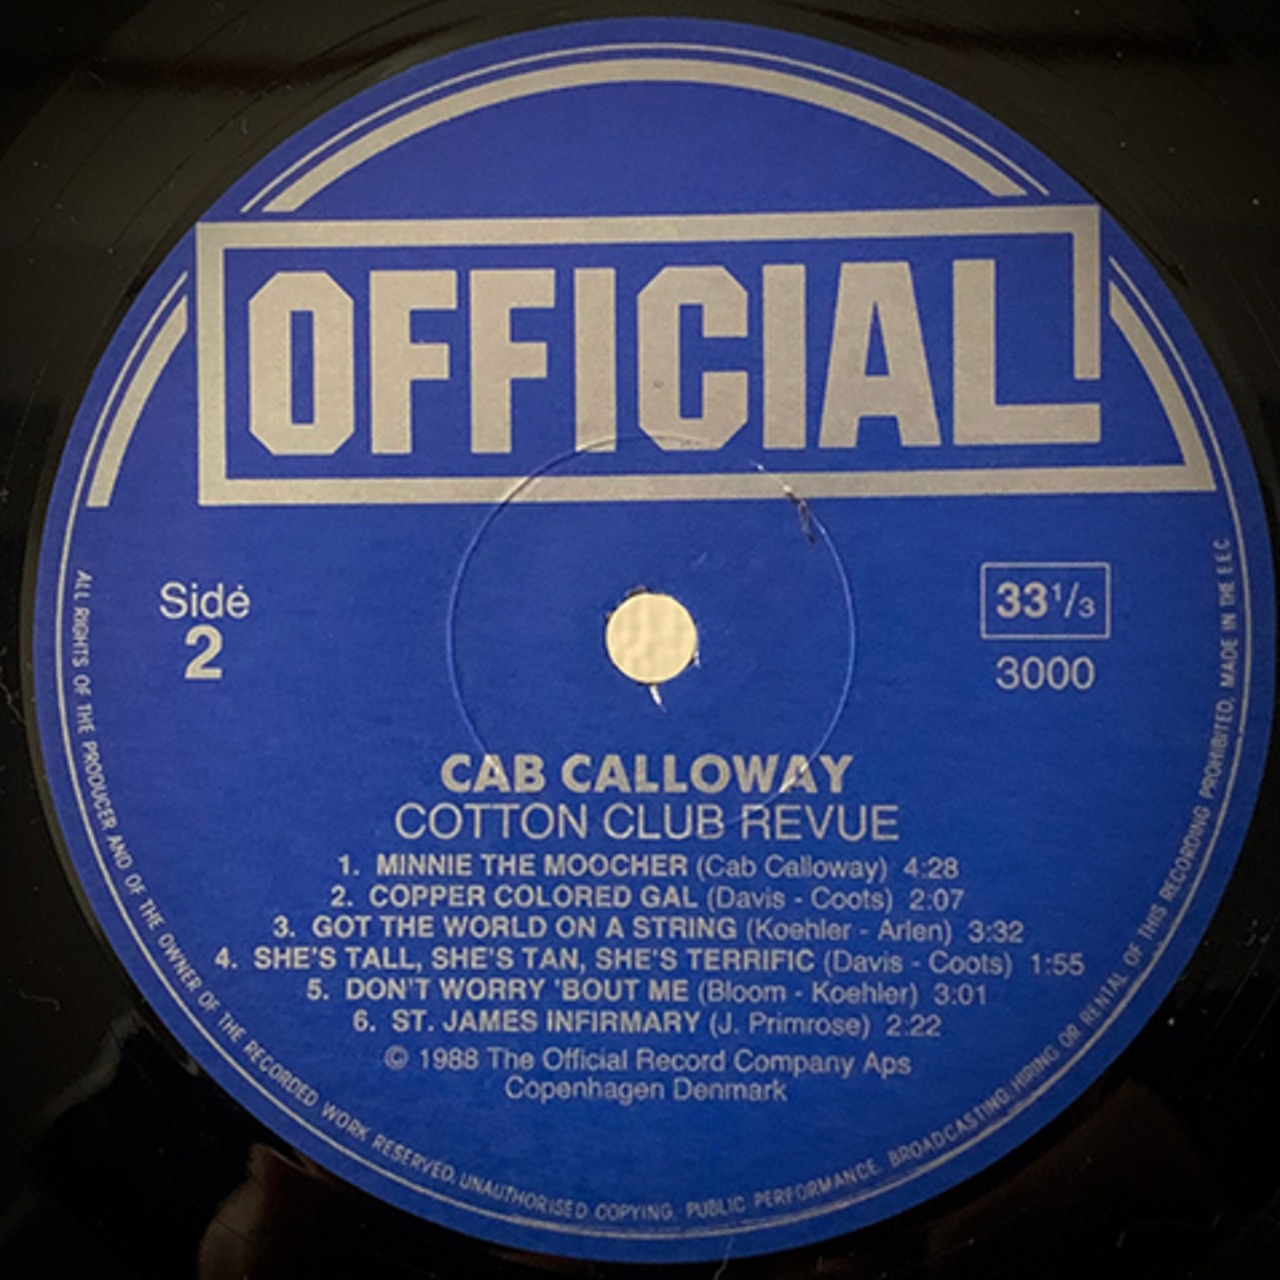 OFFICIAL
Side
2
33 1/3
3000
CAB CALLOWAY
COTTON CLUB REVUE
1. MINNIE THE MOOCHER (Cab Calloway) 4:28
2. COPPER COLORED GAL (Davis - Coots) 2:07
3. GOT THE WORLD ON A STRING (Koehler - Arlen) 3:32
4. SHE'S TALL, SHE'S TAN, SHE'S TERRIFIC (Davis - Coots) 1:55
5. DON'T WORRY 'BOUT ME (Bloom - Koehler) 3:01
6. ST. JAMES INFIRMARY (J. Primrose) 2:22
© 1988 The Official Record Company Aps
Copenhagen Denmark
ALL RIGHTS OF THE PRODUCER AND OF THE OWNER OF THE RECORDED WORK RESERVED. UNAUTHORISED COPYING. PUBLIC PERFORMANCE. BROADCASTING. HIRING OR RENTAL OF THIS RECORDING PROHIBITED. MADE IN THE E.E.C